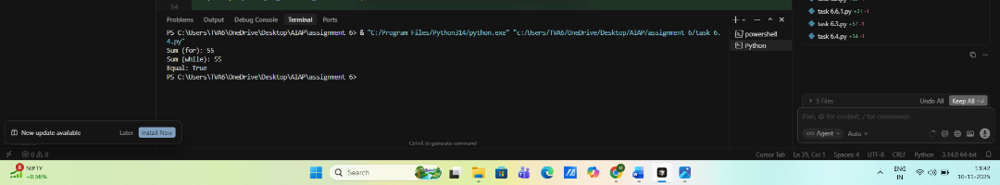 34
Problems Output Debug Console Terminal Ports
PS C:\Users\TVA6\OneDrive\Desktop\AIAP\assignment 6> & "C:/Program Files/Python314/python.exe" "c:/Users/TVA6/OneDrive/Desktop/AIAP/assignment 6/task 6.
4.py"
Sum (for): 55
Sum (while): 55
Equal: True
PS C:\Users\TVA6\OneDrive\Desktop\AIAP\assignment 6>
powershell
Python
task 6.6.1.py +21 -1
task 6.3.py +57 -1
task 6.4.py +34 -1
> 5 Files Undo All Keep All
Plan, @ for context, / for commands
Agent Auto
New update available Later Install Now
Ctrl+K to generate command
0 0
Cursor Tab Ln 35, Col 1 Spaces: 4 UTF-8 CRLF Python 3.14.0 64-bit
8
NIFTY
+0.56%
Search
ENG
IN
13:42
10-11-2025